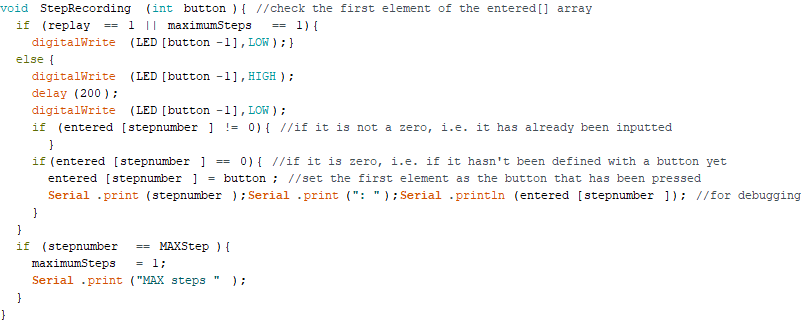 void StepRecording (int button ){ //check the first element of the entered[] array
if (replay == 1 || maximumSteps == 1){
digitalWrite (LED [button -1],LOW );}
else {
digitalWrite (LED [button -1],HIGH );
delay (200 );
digitalWrite (LED [button -1],LOW );
if (entered [stepnumber ] != 0){ //if it is not a zero, i.e. it has already been inputted
}
if(entered [stepnumber ] == 0){ //if it is zero, i.e. if it hasn't been defined with a button yet
entered [stepnumber ] = button ; //set the first element as the button that has been pressed
Serial .print (stepnumber );Serial .print (": ");Serial .println (entered [stepnumber ]); //for debugging
}
}
if (stepnumber == MAXStep ){
maximumSteps = 1;
Serial .print ("MAX steps " );
}
}